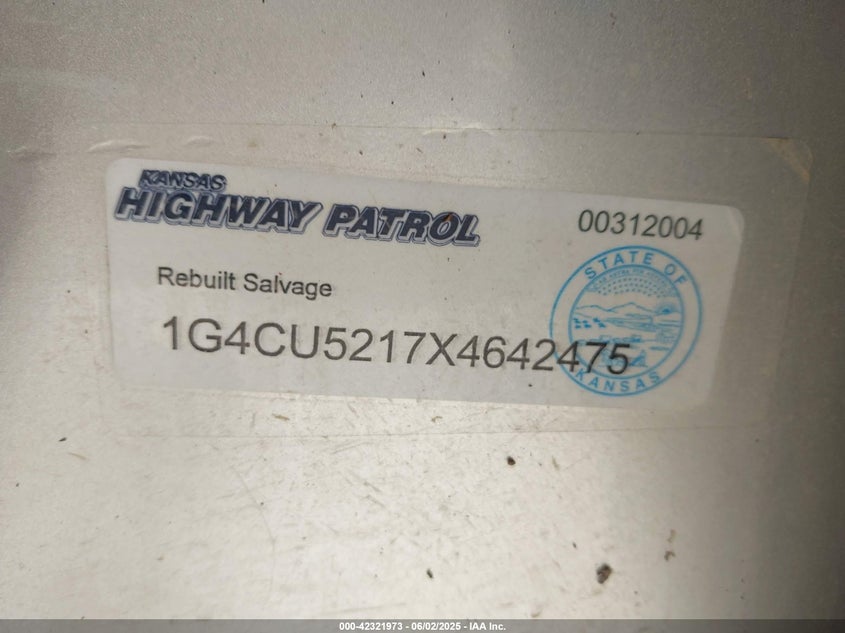 KANSAS
HIGHWAY PATROL
00312004
Rebuilt Salvage
1G4CU5217X4642475
STATE OF
KANSAS
000-42321973 - 06/02/2025 - IAA Inc.